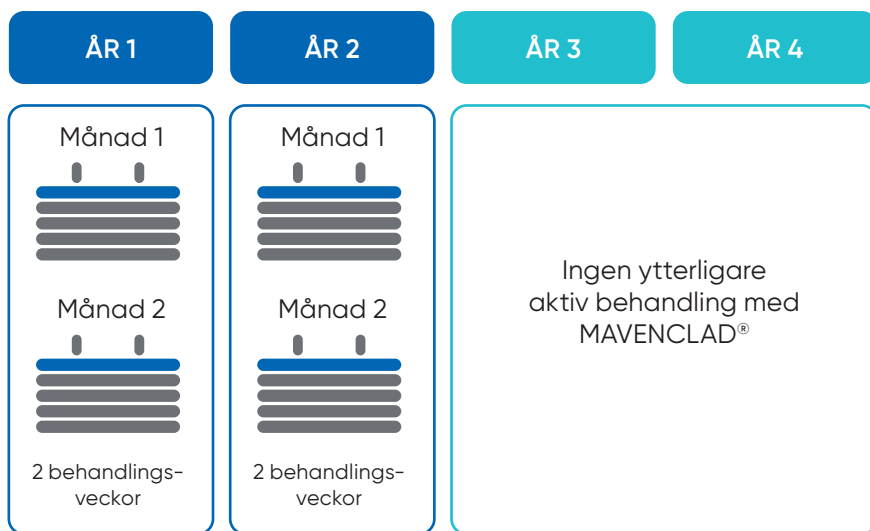 ÅR 1
ÅR 2
ÅR 3
ÅR 4
Månad 1
Månad 2
2 behandlings-
veckor
Månad 1
Månad 2
2 behandlings-
veckor
Ingen ytterligare
aktiv behandling med
MAVENCLAD®